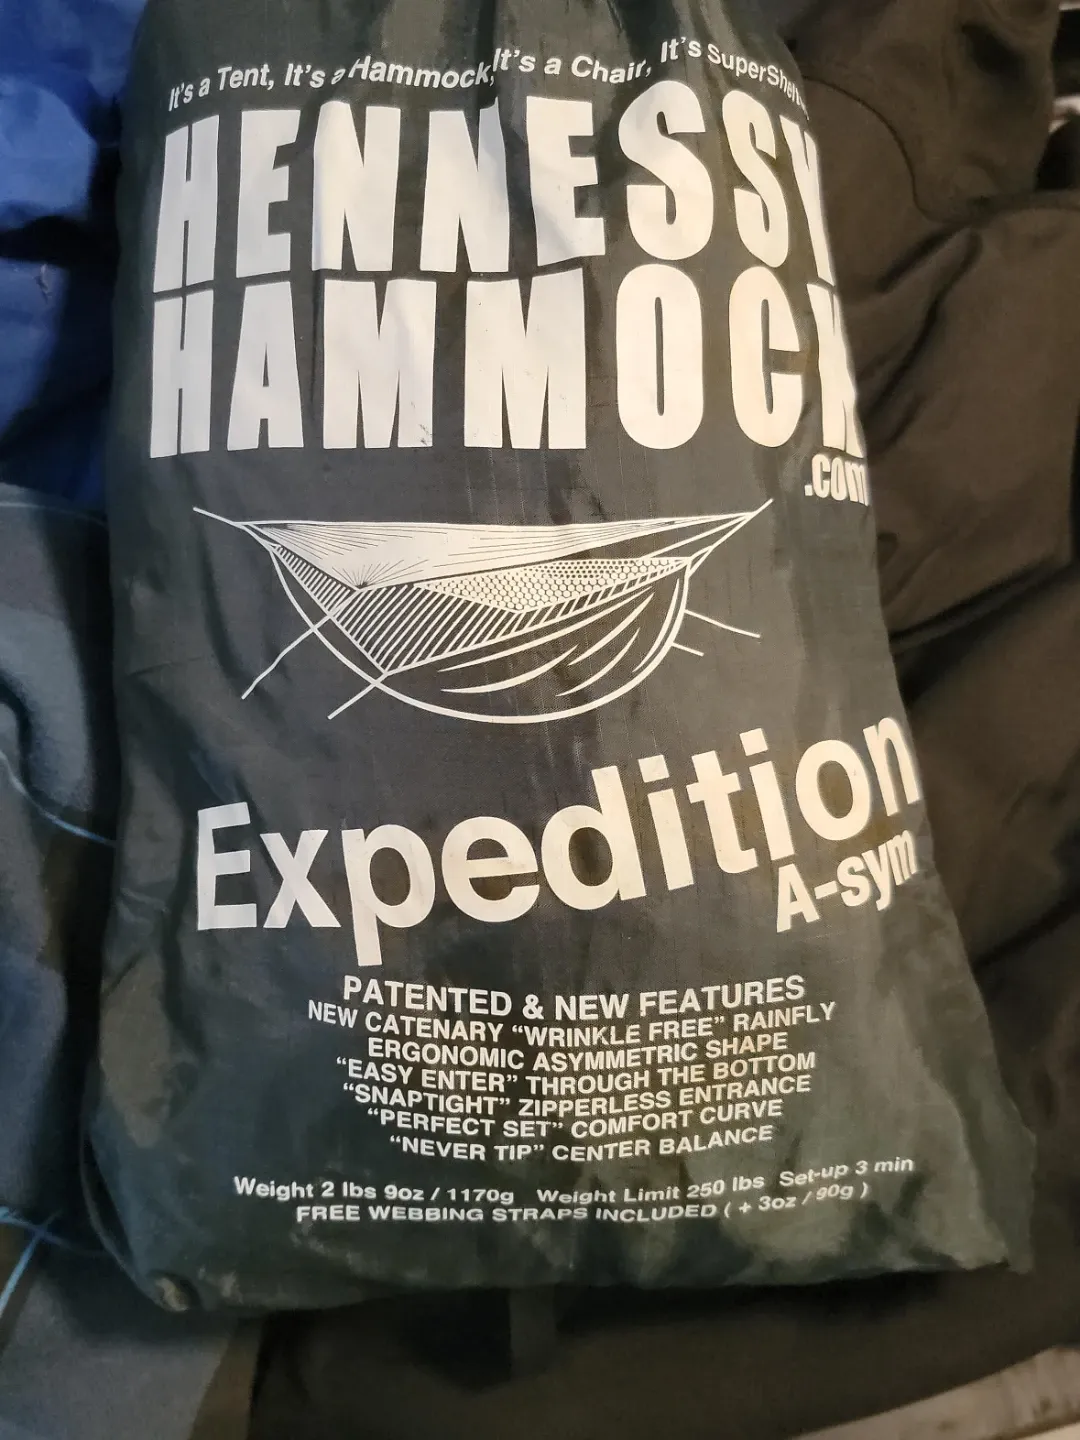 It's a Tent, It's a Hammock, It's a Chair, It's SuperShelter
HENNESSY
HAMMOCK
.com
Expedition
A-sym
PATENTED & NEW FEATURES
NEW CATENARY “WRINKLE FREE” RAINFLY
ERGONOMIC ASYMMETRIC SHAPE
“EASY ENTER” THROUGH THE BOTTOM
“SNAPTIGHT” ZIPPERLESS ENTRANCE
“PERFECT SET” COMFORT CURVE
“NEVER TIP” CENTER BALANCE
Weight 2 lbs 9oz / 1170g Weight Limit 250 lbs Set-up 3 min
FREE WEBBING STRAPS INCLUDED ( + 3oz / 90g )